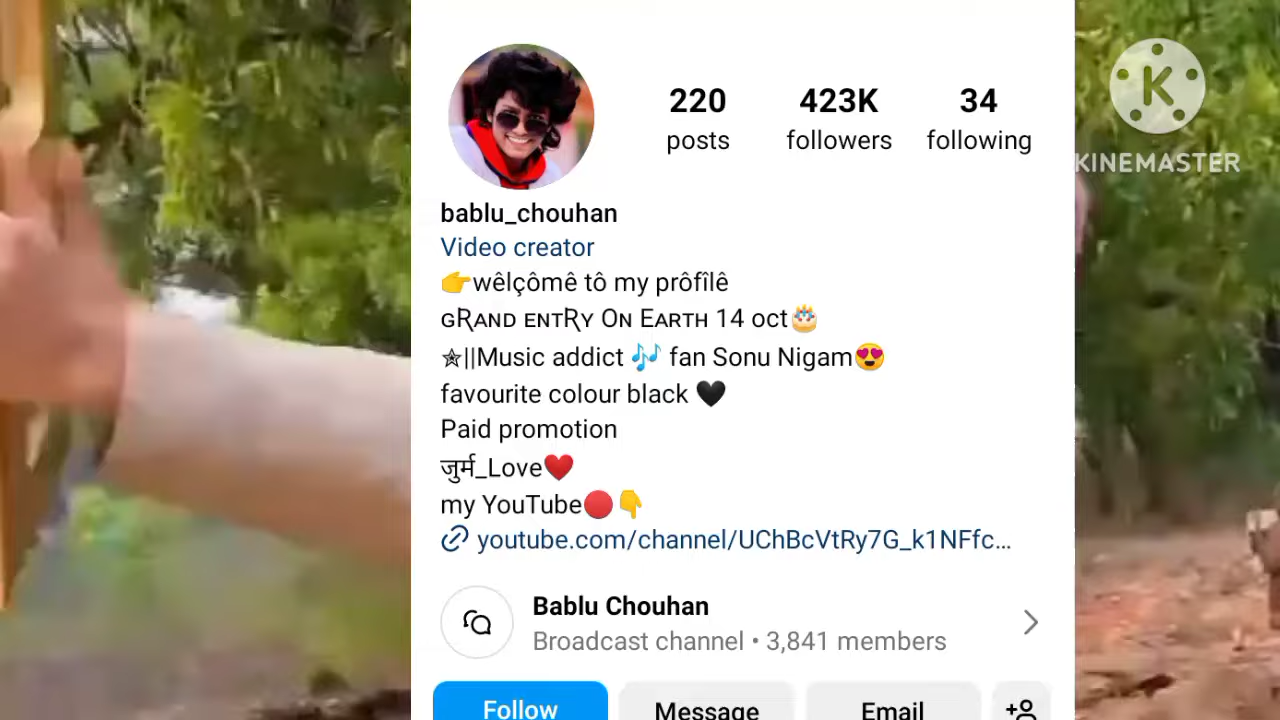 220 423K 34
posts followers following
KINEMASTER
bablu_chouhan
Video creator
👉wêlçômê tô my prôfîlê
ɢƦᴀɴᴅ ᴇɴᴛƦʏ Oɴ Eᴀʀᴛʜ 14 oct🎂
✯||Music addict 🎶 fan Sonu Nigam😍
favourite colour black 🖤
Paid promotion
जुर्म_Love❤️
my YouTube🔴👇
youtube.com/channel/UChBcVtRy7G_k1NFfc...
Bablu Chouhan
Broadcast channel • 3,841 members
Follow Message Email